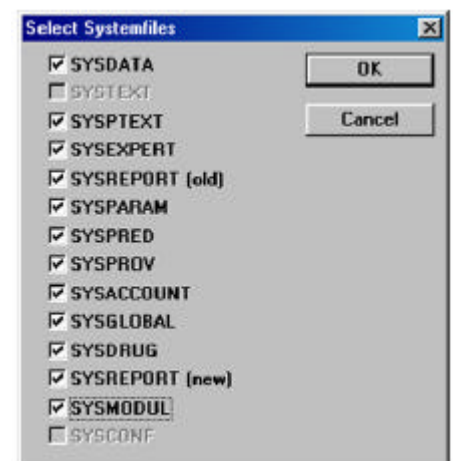 Select Systemfiles
SYSDATA
OK
SYSTEXT
SYSPTEXT
Cancel
SYSEXPERT
SYSREPORT (old)
SYSPARAM
SYSPRED
SYSPROV
SYSACCOUNT
SYSGLOBAL
SYSDRUG
SYSREPORT (new)
SYSMODUL
SYSCONF